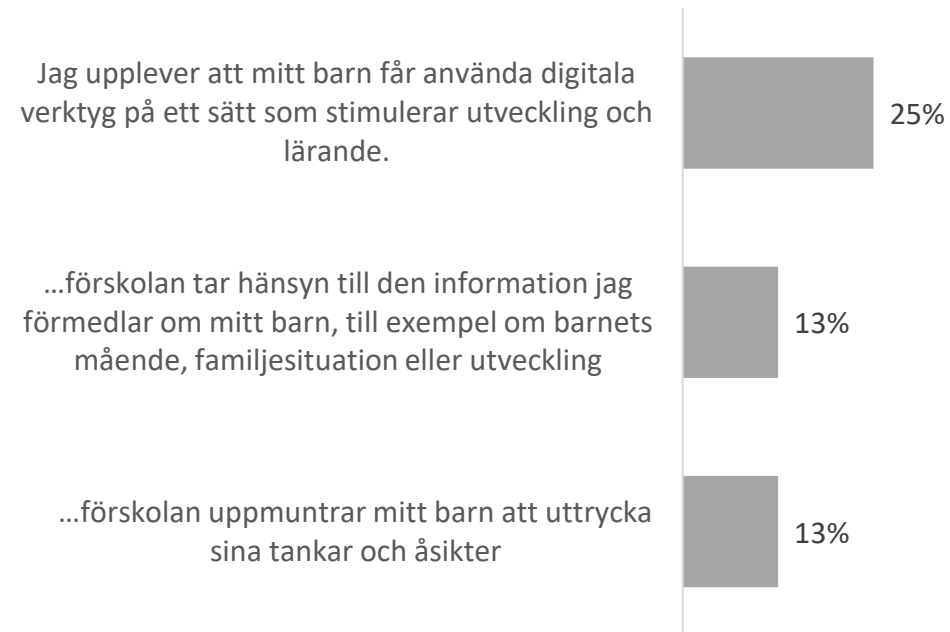 Jag upplever att mitt barn får använda digitala
verktyg på ett sätt som stimulerar utveckling och
lärande.
25%
...förskolan tar hänsyn till den information jag
förmedlar om mitt barn, till exempel om barnets
mående, familjesituation eller utveckling
13%
...förskolan uppmuntrar mitt barn att uttrycka
sina tankar och åsikter
13%